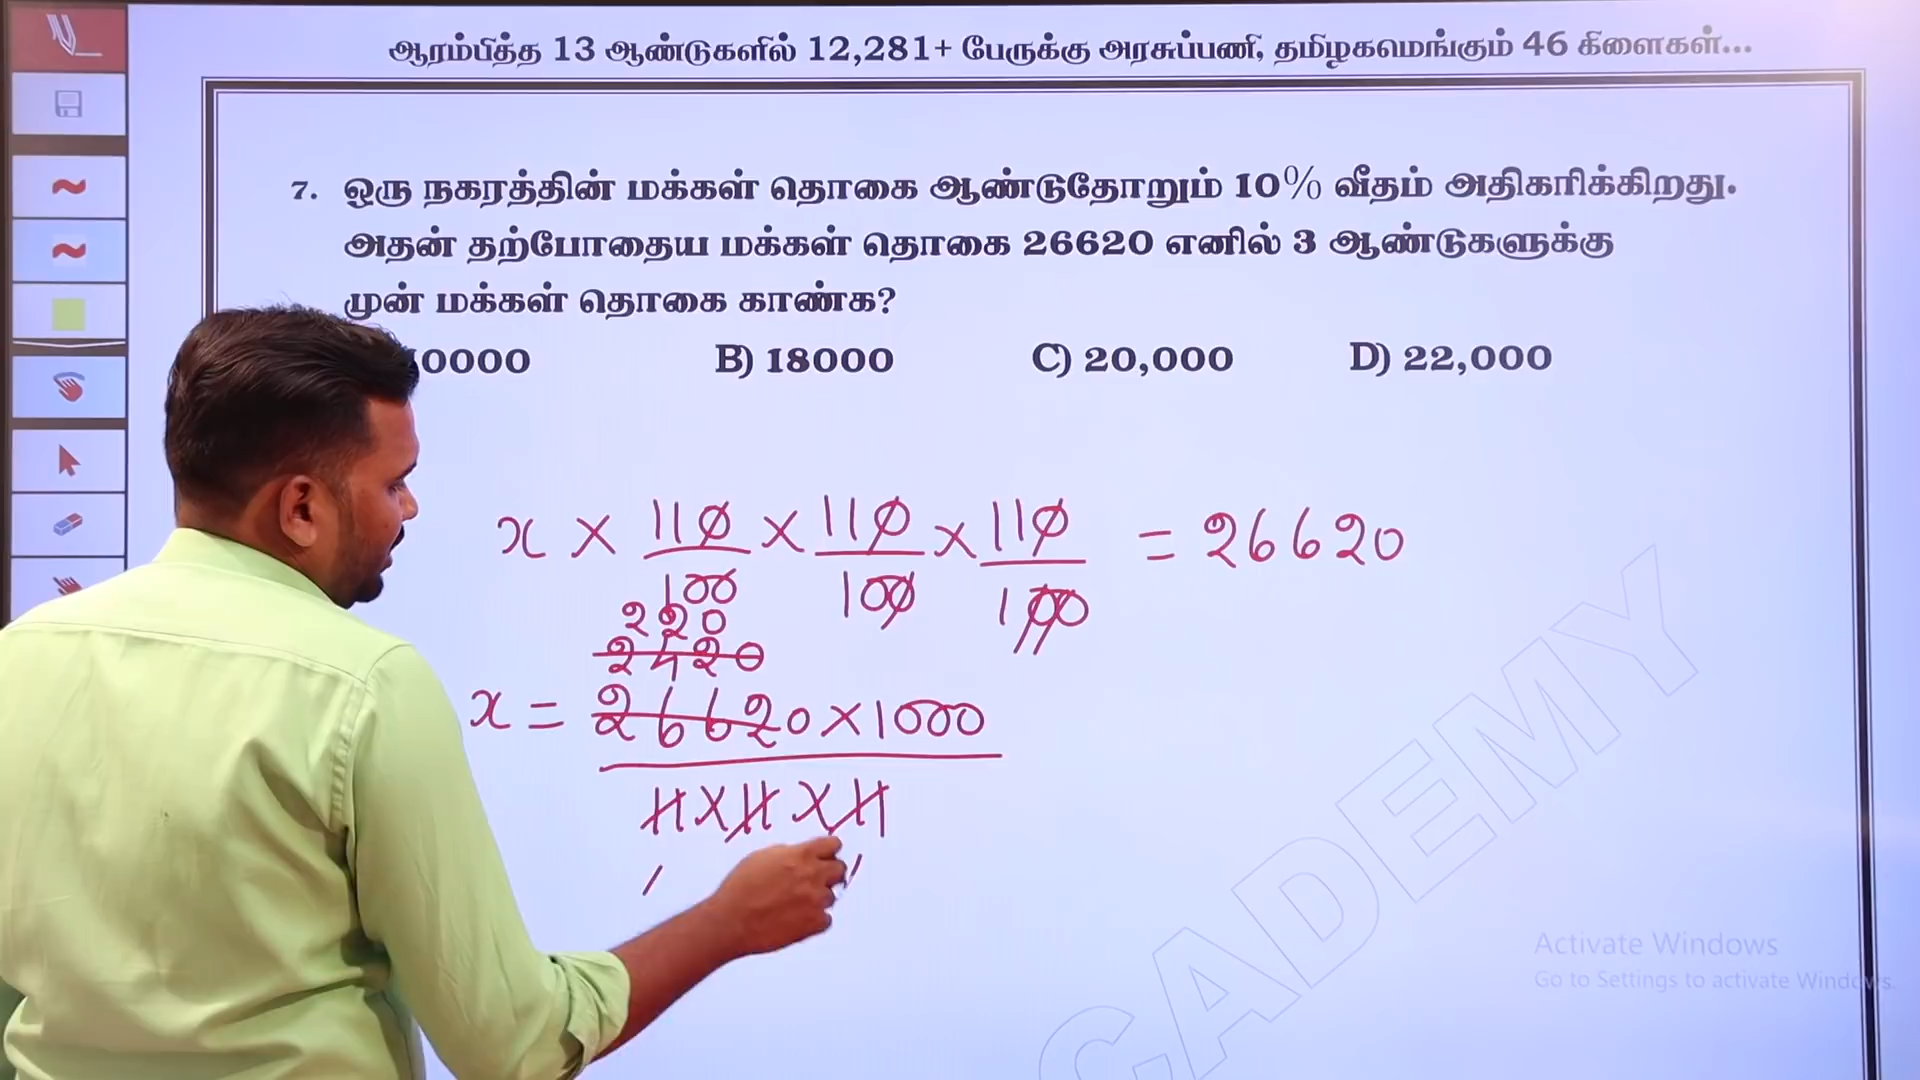 ஆரம்பித்த 13 ஆண்டுகளில் 12,281+ பேருக்கு அரசுப்பணி, தமிழகமெங்கும் 46 கிளைகள்...
7. ஒரு நகரத்தின் மக்கள் தொகை ஆண்டுதோறும் 10% வீதம் அதிகரிக்கிறது.
அதன் தற்போதைய மக்கள் தொகை 26620 எனில் 3 ஆண்டுகளுக்கு
முன் மக்கள் தொகை காண்க?
0000 B) 18000 C) 20,000 D) 22,000
x × 110/100 × 110/100 × 110/100 = 26620
220
2420
x = 26620 × 1000
11 × 11 × 11
CADEMY
Activate Windows
Go to Settings to activate Windows.